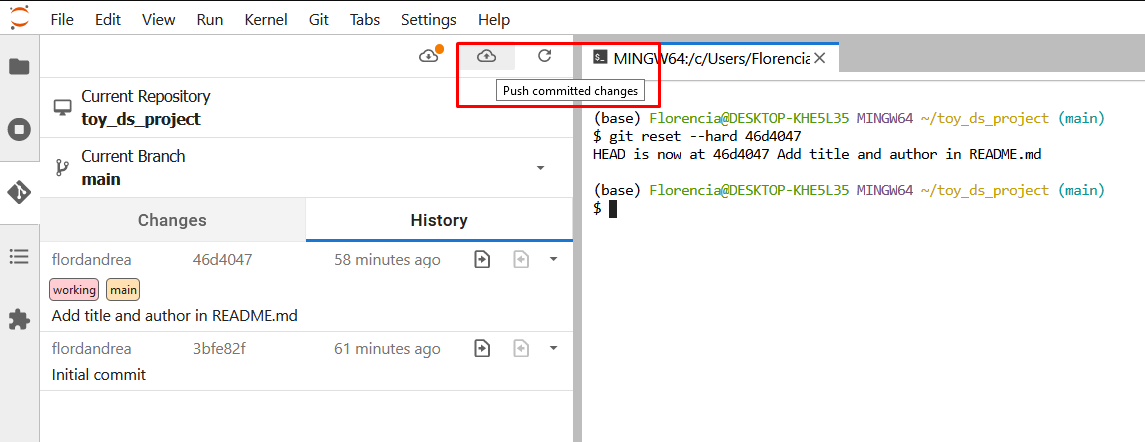 File Edit View Run Kernel Git Tabs Settings Help
MINGW64:/c/Users/Florencia
Push committed changes
Current Repository
toy_ds_project
Current Branch
main
Changes History
flordandrea 46d4047 58 minutes ago
working main
Add title and author in README.md
flordandrea 3bfe82f 61 minutes ago
Initial commit
(base) Florencia@DESKTOP-KHE5L35 MINGW64 ~/toy_ds_project (main)
$ git reset --hard 46d4047
HEAD is now at 46d4047 Add title and author in README.md
(base) Florencia@DESKTOP-KHE5L35 MINGW64 ~/toy_ds_project (main)
$